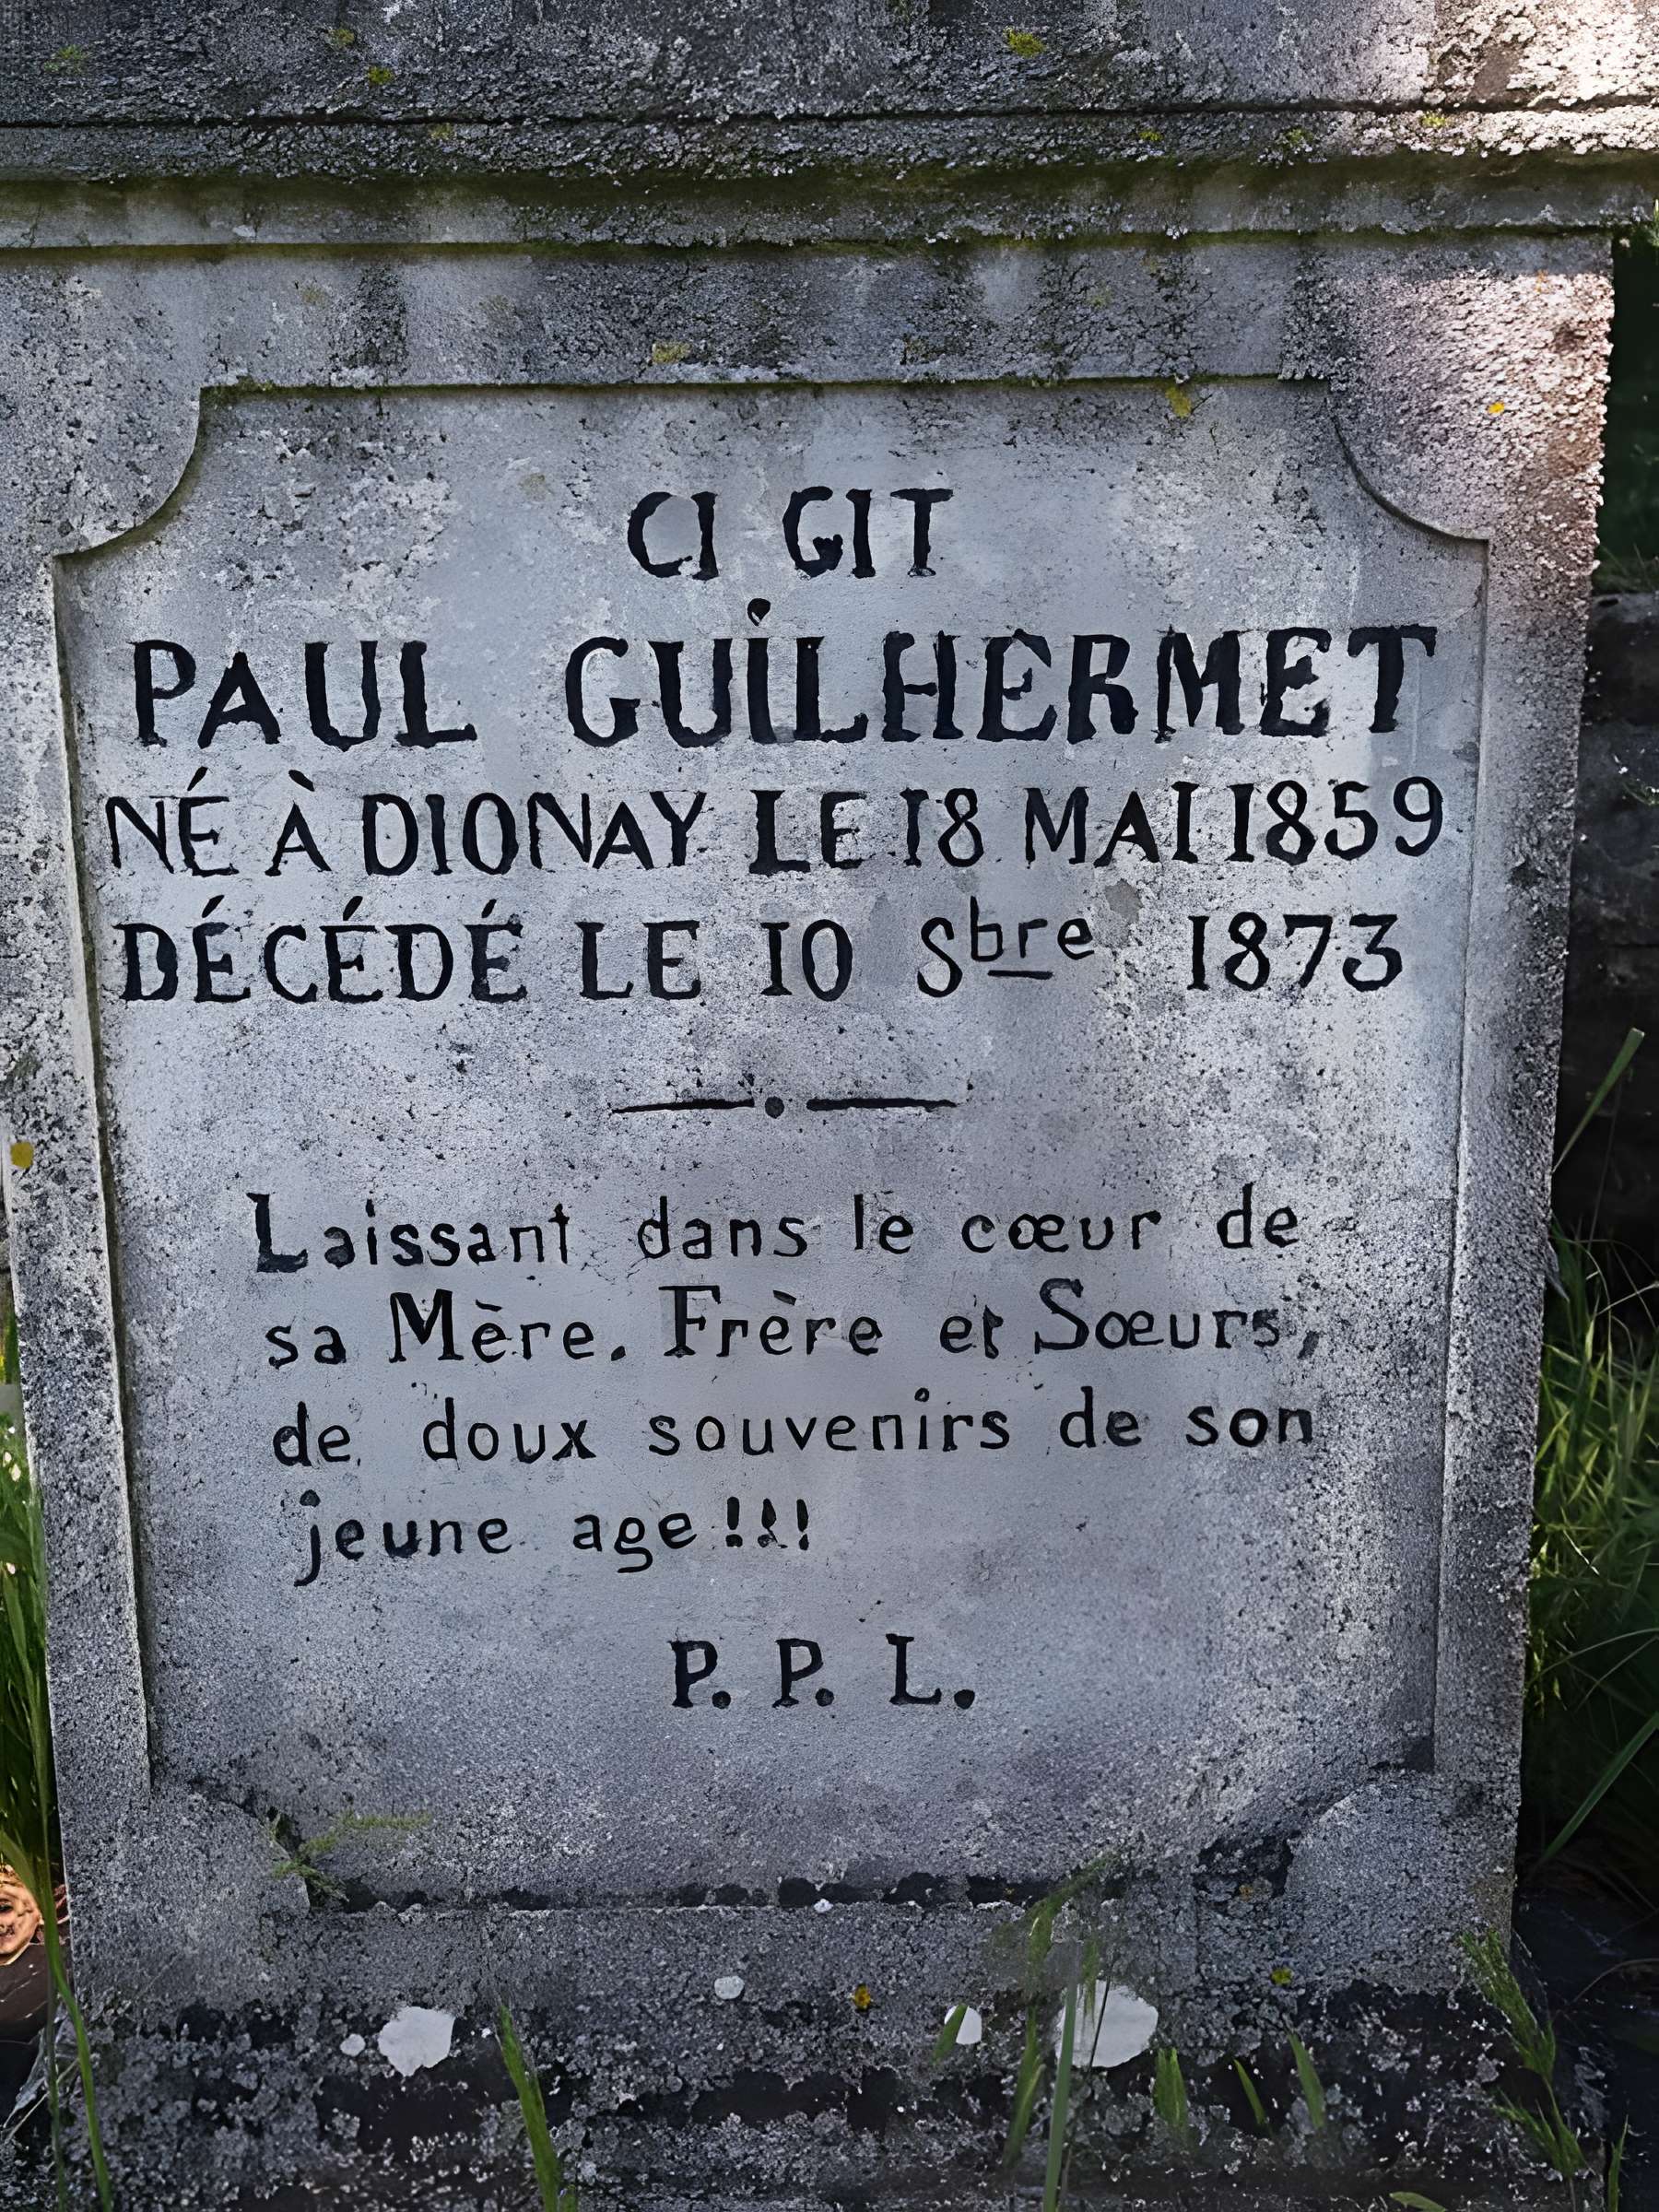 CI GIT
PAUL GUiLHERMET
NÉ À DIONAY LE 18 MAI 1859
DÉCÉDÉ LE 10 Sbre 1873
Laissant dans le cœur de
sa Mère. Frère et Sœurs,
de doux souvenirs de son
jeune age!!!
P. P. L.